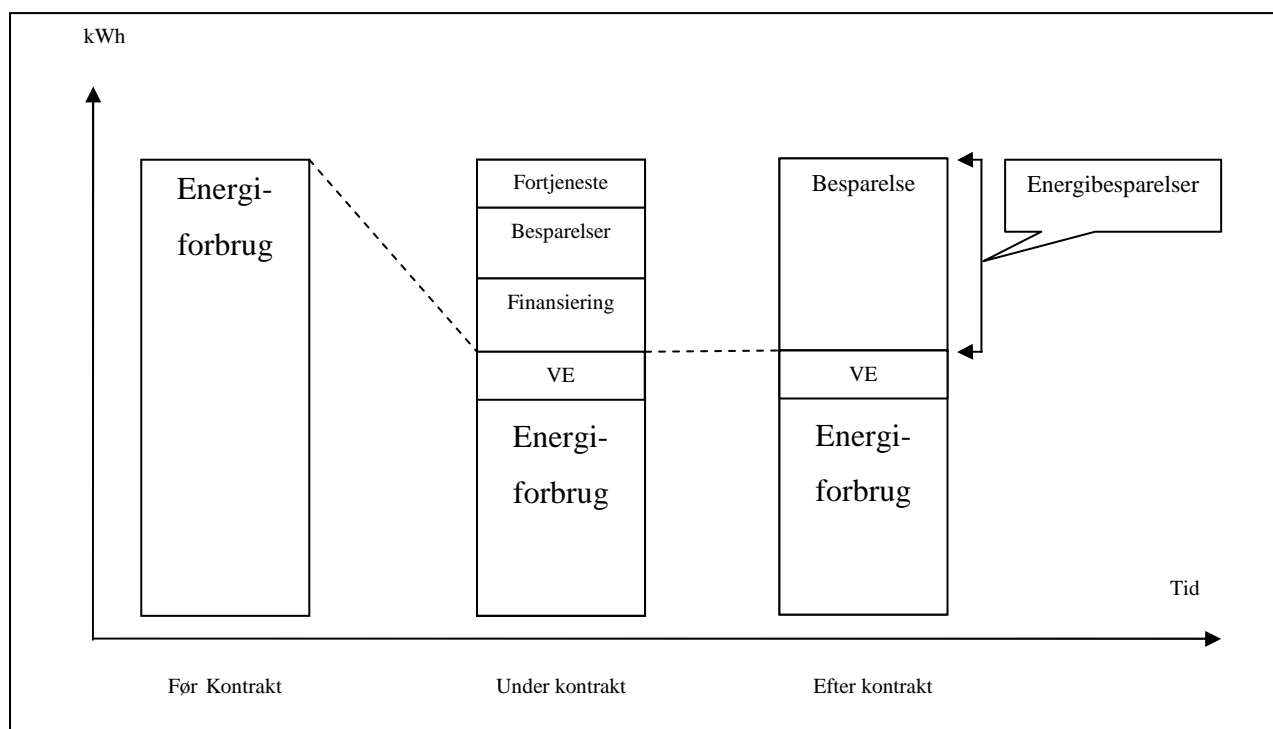 kWh
Energi-
forbrug
Fortjeneste
Besparelser
Finansiering
VE
Energi-
forbrug
Besparelse
VE
Energi-
forbrug
Energibesparelser
Tid
Før Kontrakt
Under kontrakt
Efter kontrakt